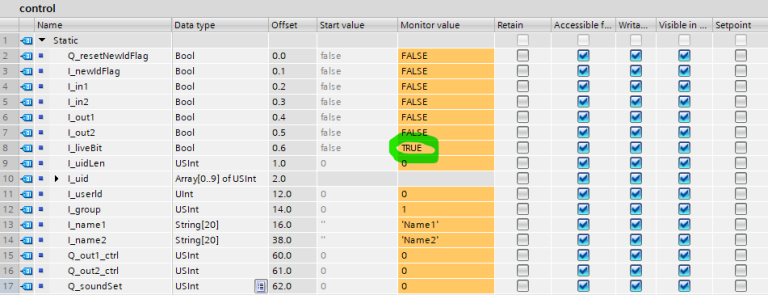 control
Name Data type Offset Start value Monitor value Retain Accessible f... Writa... Visible in ... Setpoint
1 Static
2 Q_resetNewIdFlag Bool 0.0 false FALSE
3 I_newIdFlag Bool 0.1 false FALSE
4 I_in1 Bool 0.2 false FALSE
5 I_in2 Bool 0.3 false FALSE
6 I_out1 Bool 0.4 false FALSE
7 I_out2 Bool 0.5 false FALSE
8 I_liveBit Bool 0.6 false TRUE
9 I_uidLen USInt 1.0 0 0
10 I_uid Array[0..9] of USInt 2.0
11 I_userId UInt 12.0 0 0
12 I_group USInt 14.0 0 1
13 I_name1 String[20] 16.0 '' 'Name1'
14 I_name2 String[20] 38.0 '' 'Name2'
15 Q_out1_ctrl USInt 60.0 0 0
16 Q_out2_ctrl USInt 61.0 0 0
17 Q_soundSet USInt 62.0 0 0